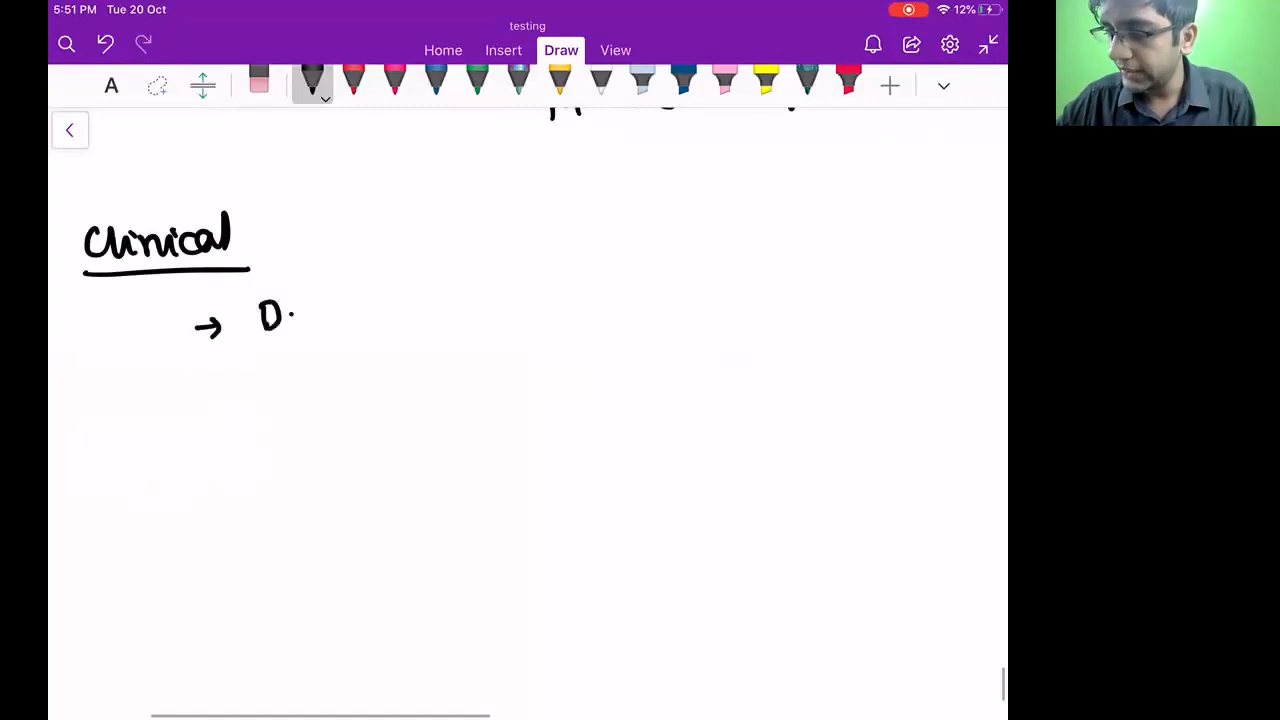 5:51 PM Tue 20 Oct
12%
testing
Home Insert Draw View
A
Clinical
→ D.